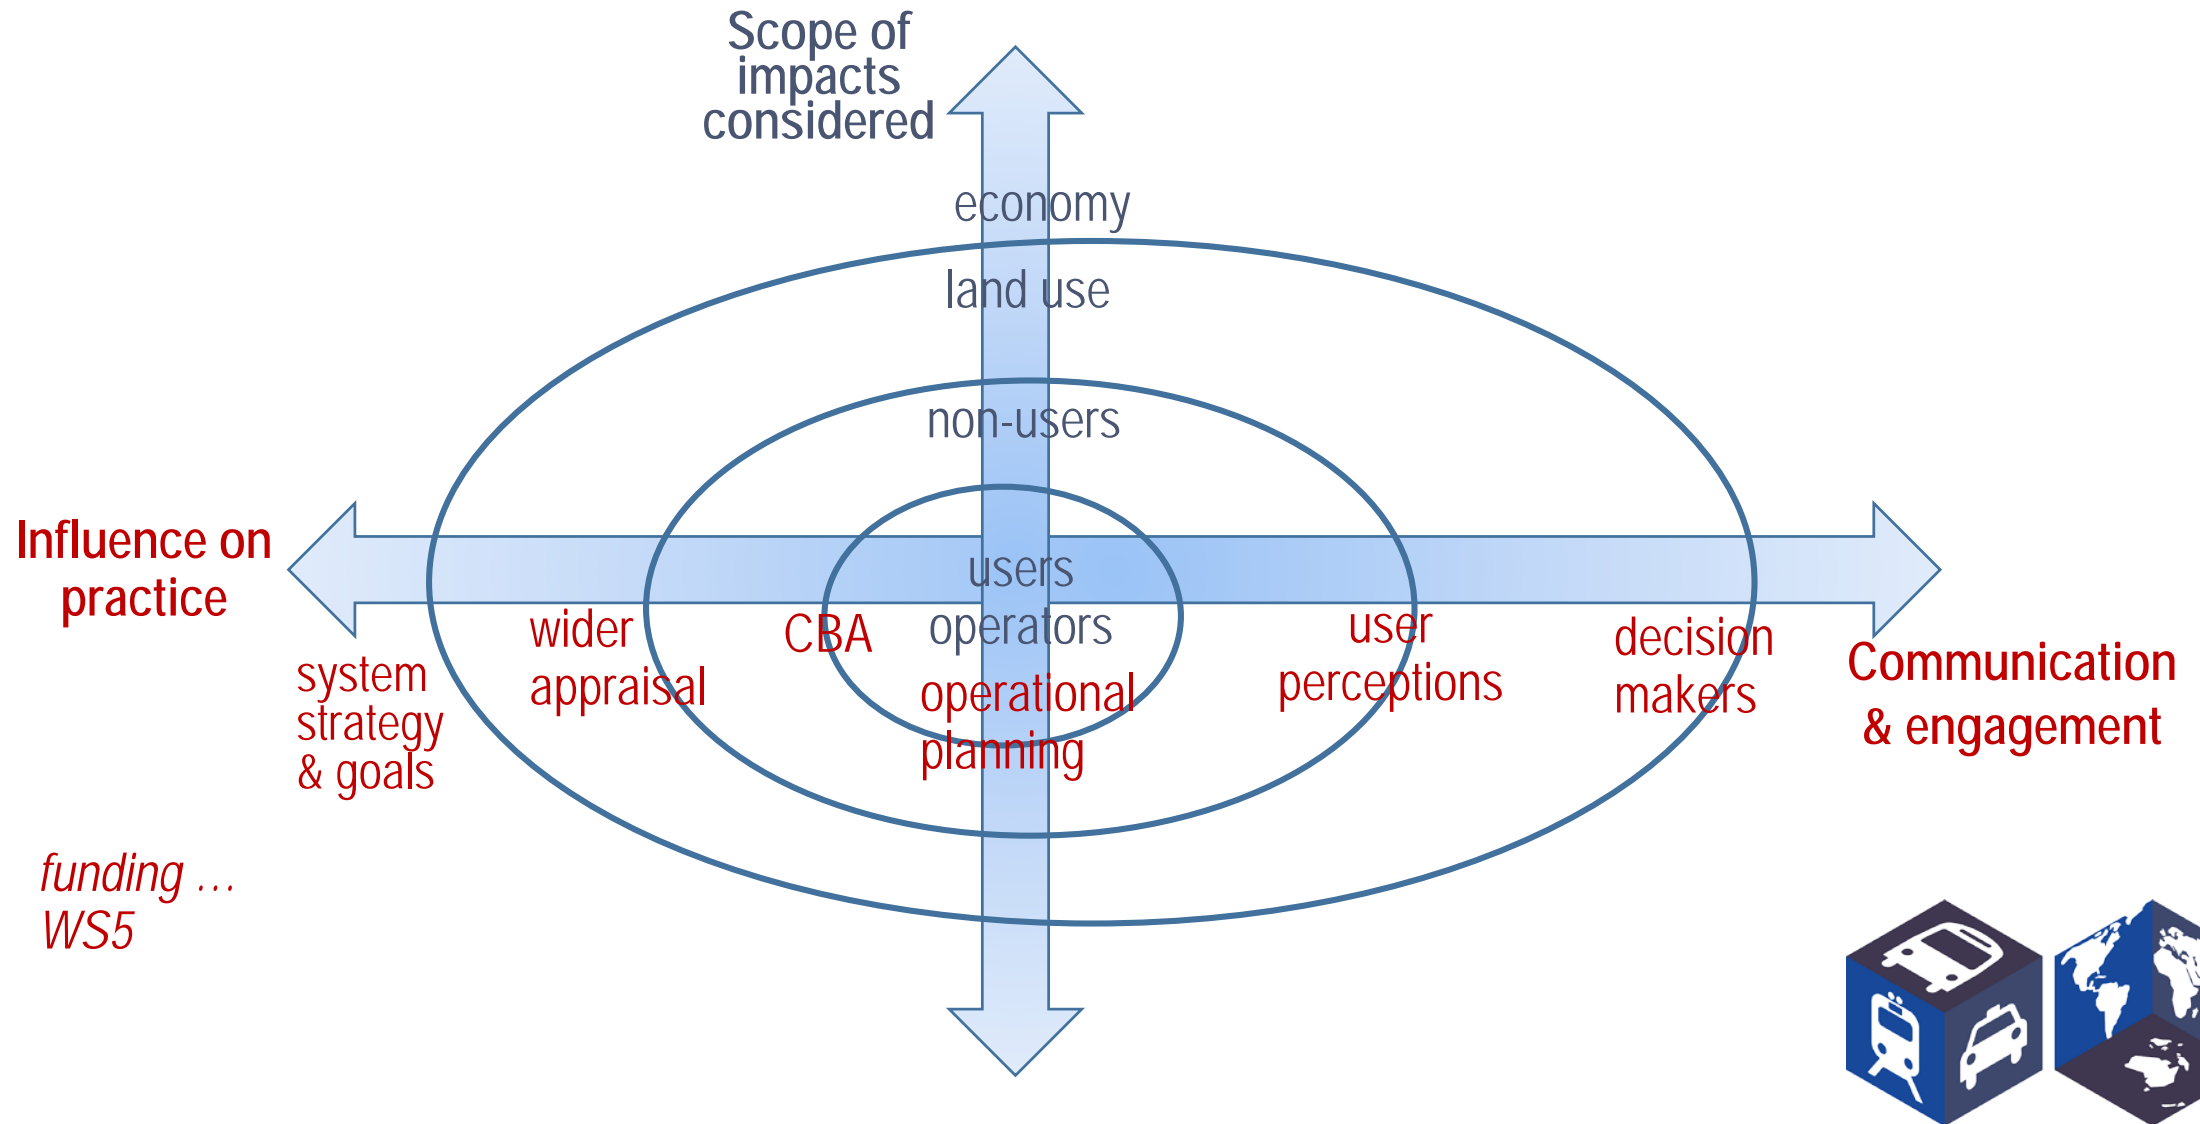 Scope of
impacts
considered
economy
land use
non-users
Influence on
practice
users
operators
wider
appraisal
CBA
operational
planning
user
perceptions
decision
makers
system
strategy
& goals
Communication
& engagement
funding …
WS5